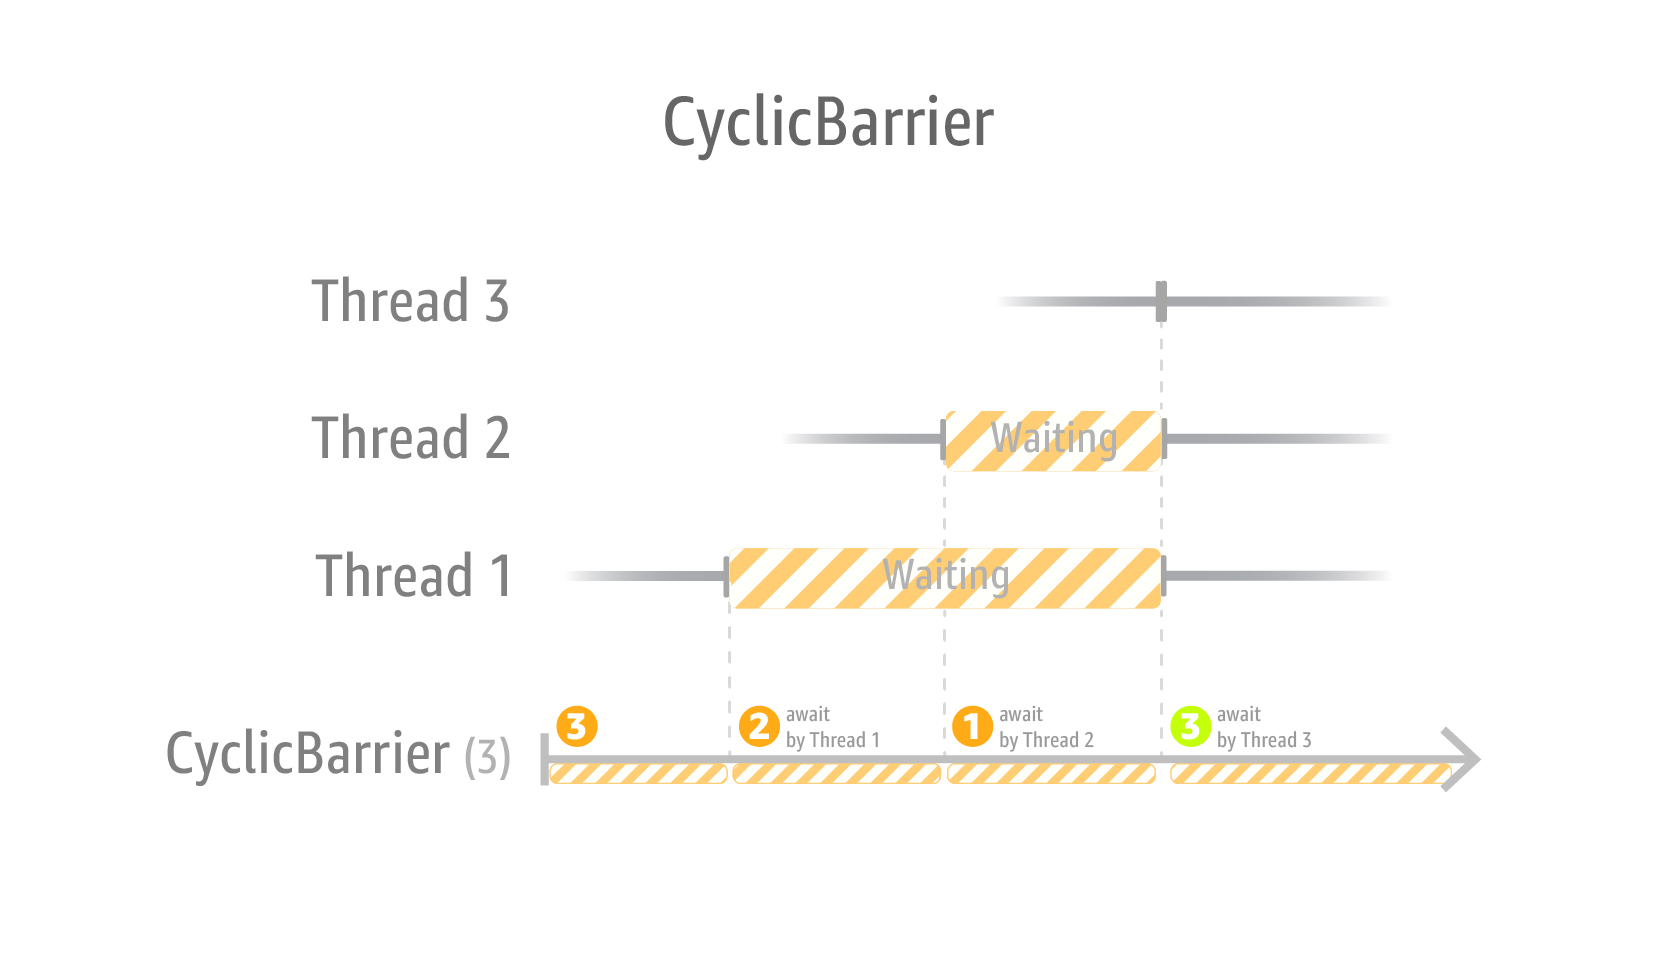 CyclicBarrier
Thread 3
Thread 2
Waiting
Thread 1
Waiting
CyclicBarrier (3)
3
2
await
by Thread 1
1
await
by Thread 2
3
await
by Thread 3